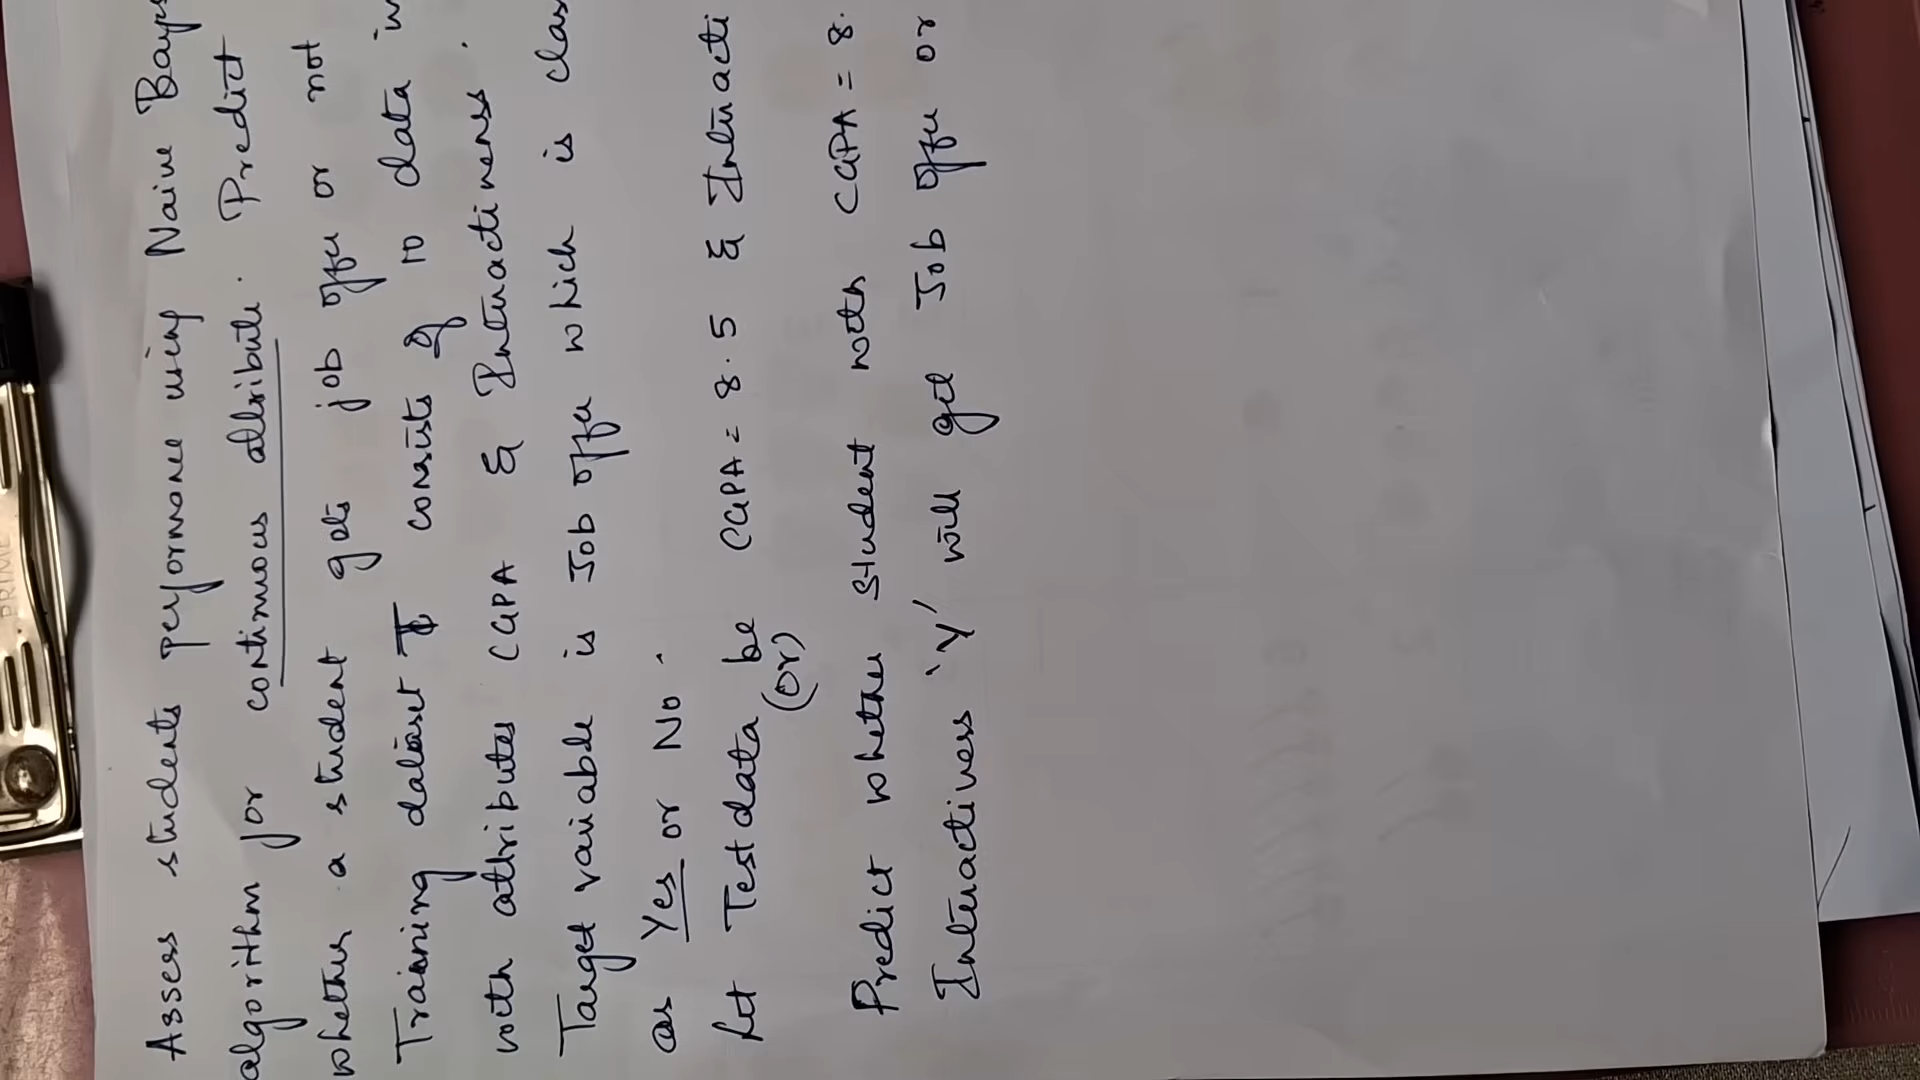 Assess students performance using Naive Baye
algorithm for continuous attribute. Predict
whether a student gets job offer or not
Training dataset consists of 10 data in
with attributes CGPA & Interactiveness.
Target variable is Job offer which is clas
as Yes or No.
Let Test data be CGPA = 8.5 & Interacti
(or)
Predict whether student with CGPA = 8.
Interactiveness 'Y' will get Job offer or